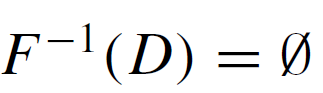 F⁻¹(D) = ∅